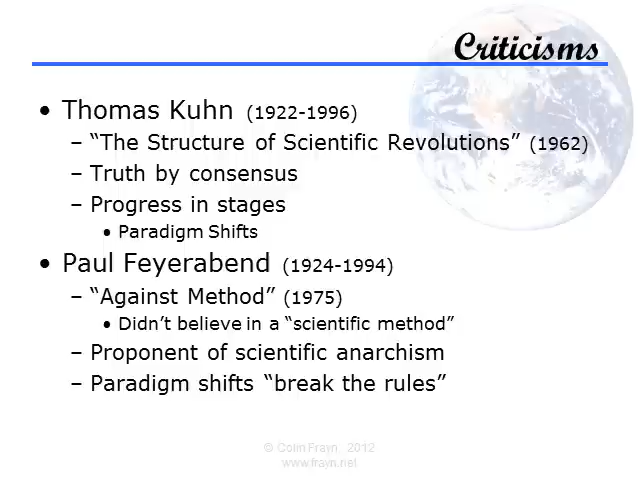 Criticisms
• Thomas Kuhn (1922-1996)
– “The Structure of Scientific Revolutions” (1962)
– Truth by consensus
– Progress in stages
• Paradigm Shifts
• Paul Feyerabend (1924-1994)
– “Against Method” (1975)
• Didn’t believe in a “scientific method”
– Proponent of scientific anarchism
– Paradigm shifts “break the rules”
© Colin Frayn, 2012
www.frayn.net